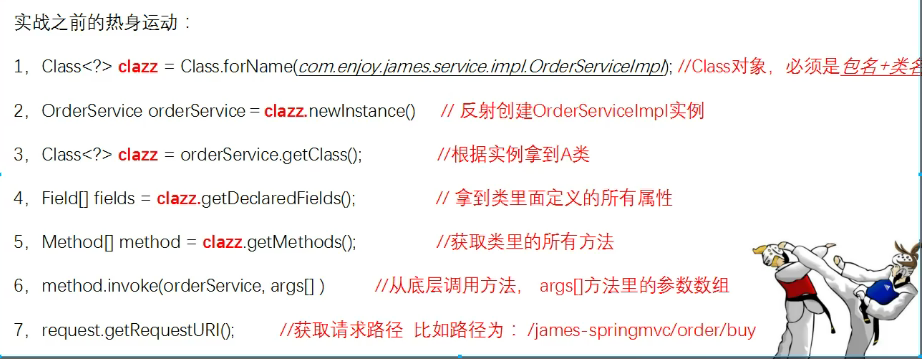 实战之前的热身运动：
1，Class<?> clazz = Class.forName(com.enjoy.james.service.impl.OrderServiceImpl); //Class对象，必须是包名+类名
2，OrderService orderService = clazz.newInstance() // 反射创建OrderServiceImpl实例
3，Class<?> clazz = orderService.getClass(); //根据实例拿到A类
4，Field[] fields = clazz.getDeclaredFields(); // 拿到类里面定义的所有属性
5，Method[] method = clazz.getMethods(); //获取类里的所有方法
6，method.invoke(orderService, args[] ) //从底层调用方法， args[]方法里的参数数组
7，request.getRequestURI(); //获取请求路径 比如路径为：/james-springmvc/order/buy